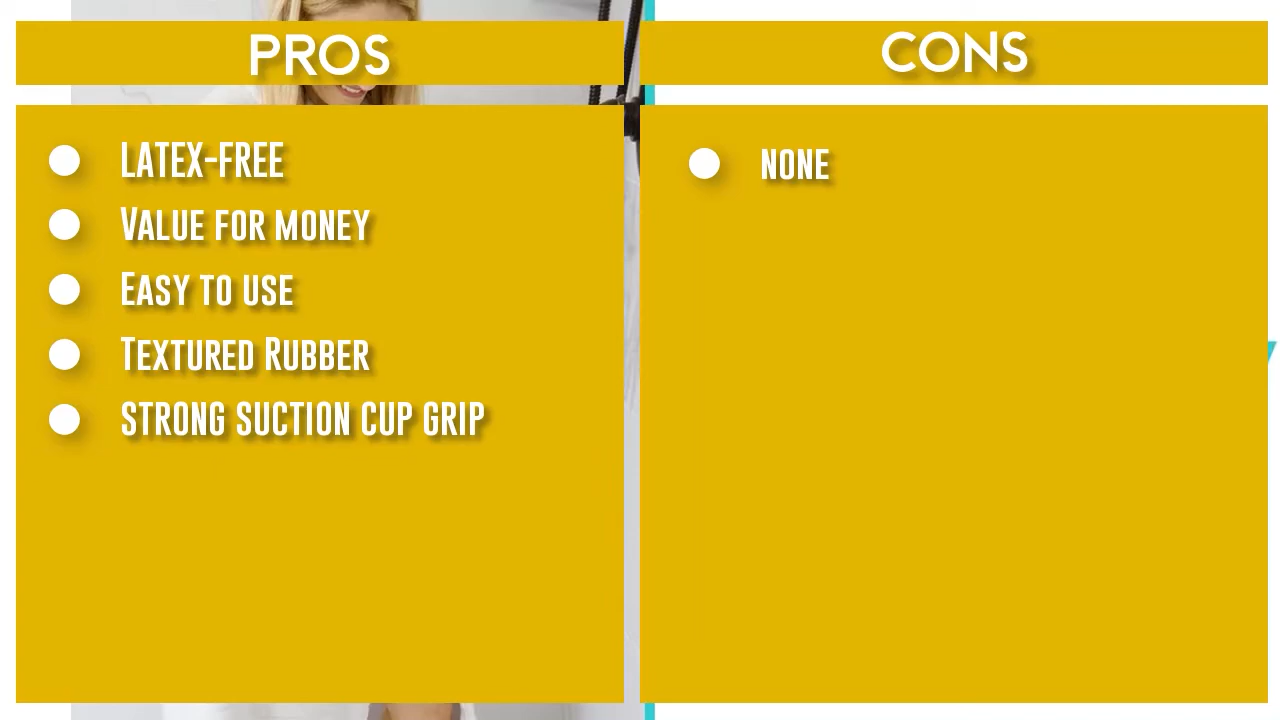 PROS
CONS
LATEX-FREE
VALUE FOR MONEY
EASY TO USE
TEXTURED RUBBER
STRONG SUCTION CUP GRIP
NONE